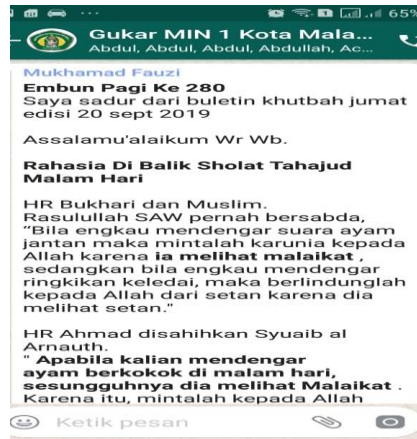 65%
Gukar MIN 1 Kota Mala...
Abdul, Abdul, Abdul, Abdullah, Ac...
Mukhamad Fauzi
Embun Pagi Ke 280
Saya sadur dari buletin khutbah jumat
edisi 20 sept 2019
Assalamu'alaikum Wr Wb.
Rahasia Di Balik Sholat Tahajud
Malam Hari
HR Bukhari dan Muslim.
Rasulullah SAW pernah bersabda,
"Bila engkau mendengar suara ayam
jantan maka mintalah karunia kepada
Allah karena ia melihat malaikat ,
sedangkan bila engkau mendengar
ringkikan keledai, maka berlindunglah
kepada Allah dari setan karena dia
melihat setan."
HR Ahmad disahihkan Syuaib al
Arnauth.
" Apabila kalian mendengar
ayam berkokok di malam hari,
sesungguhnya dia melihat Malaikat .
Karena itu, mintalah kepada Allah
Ketik pesan